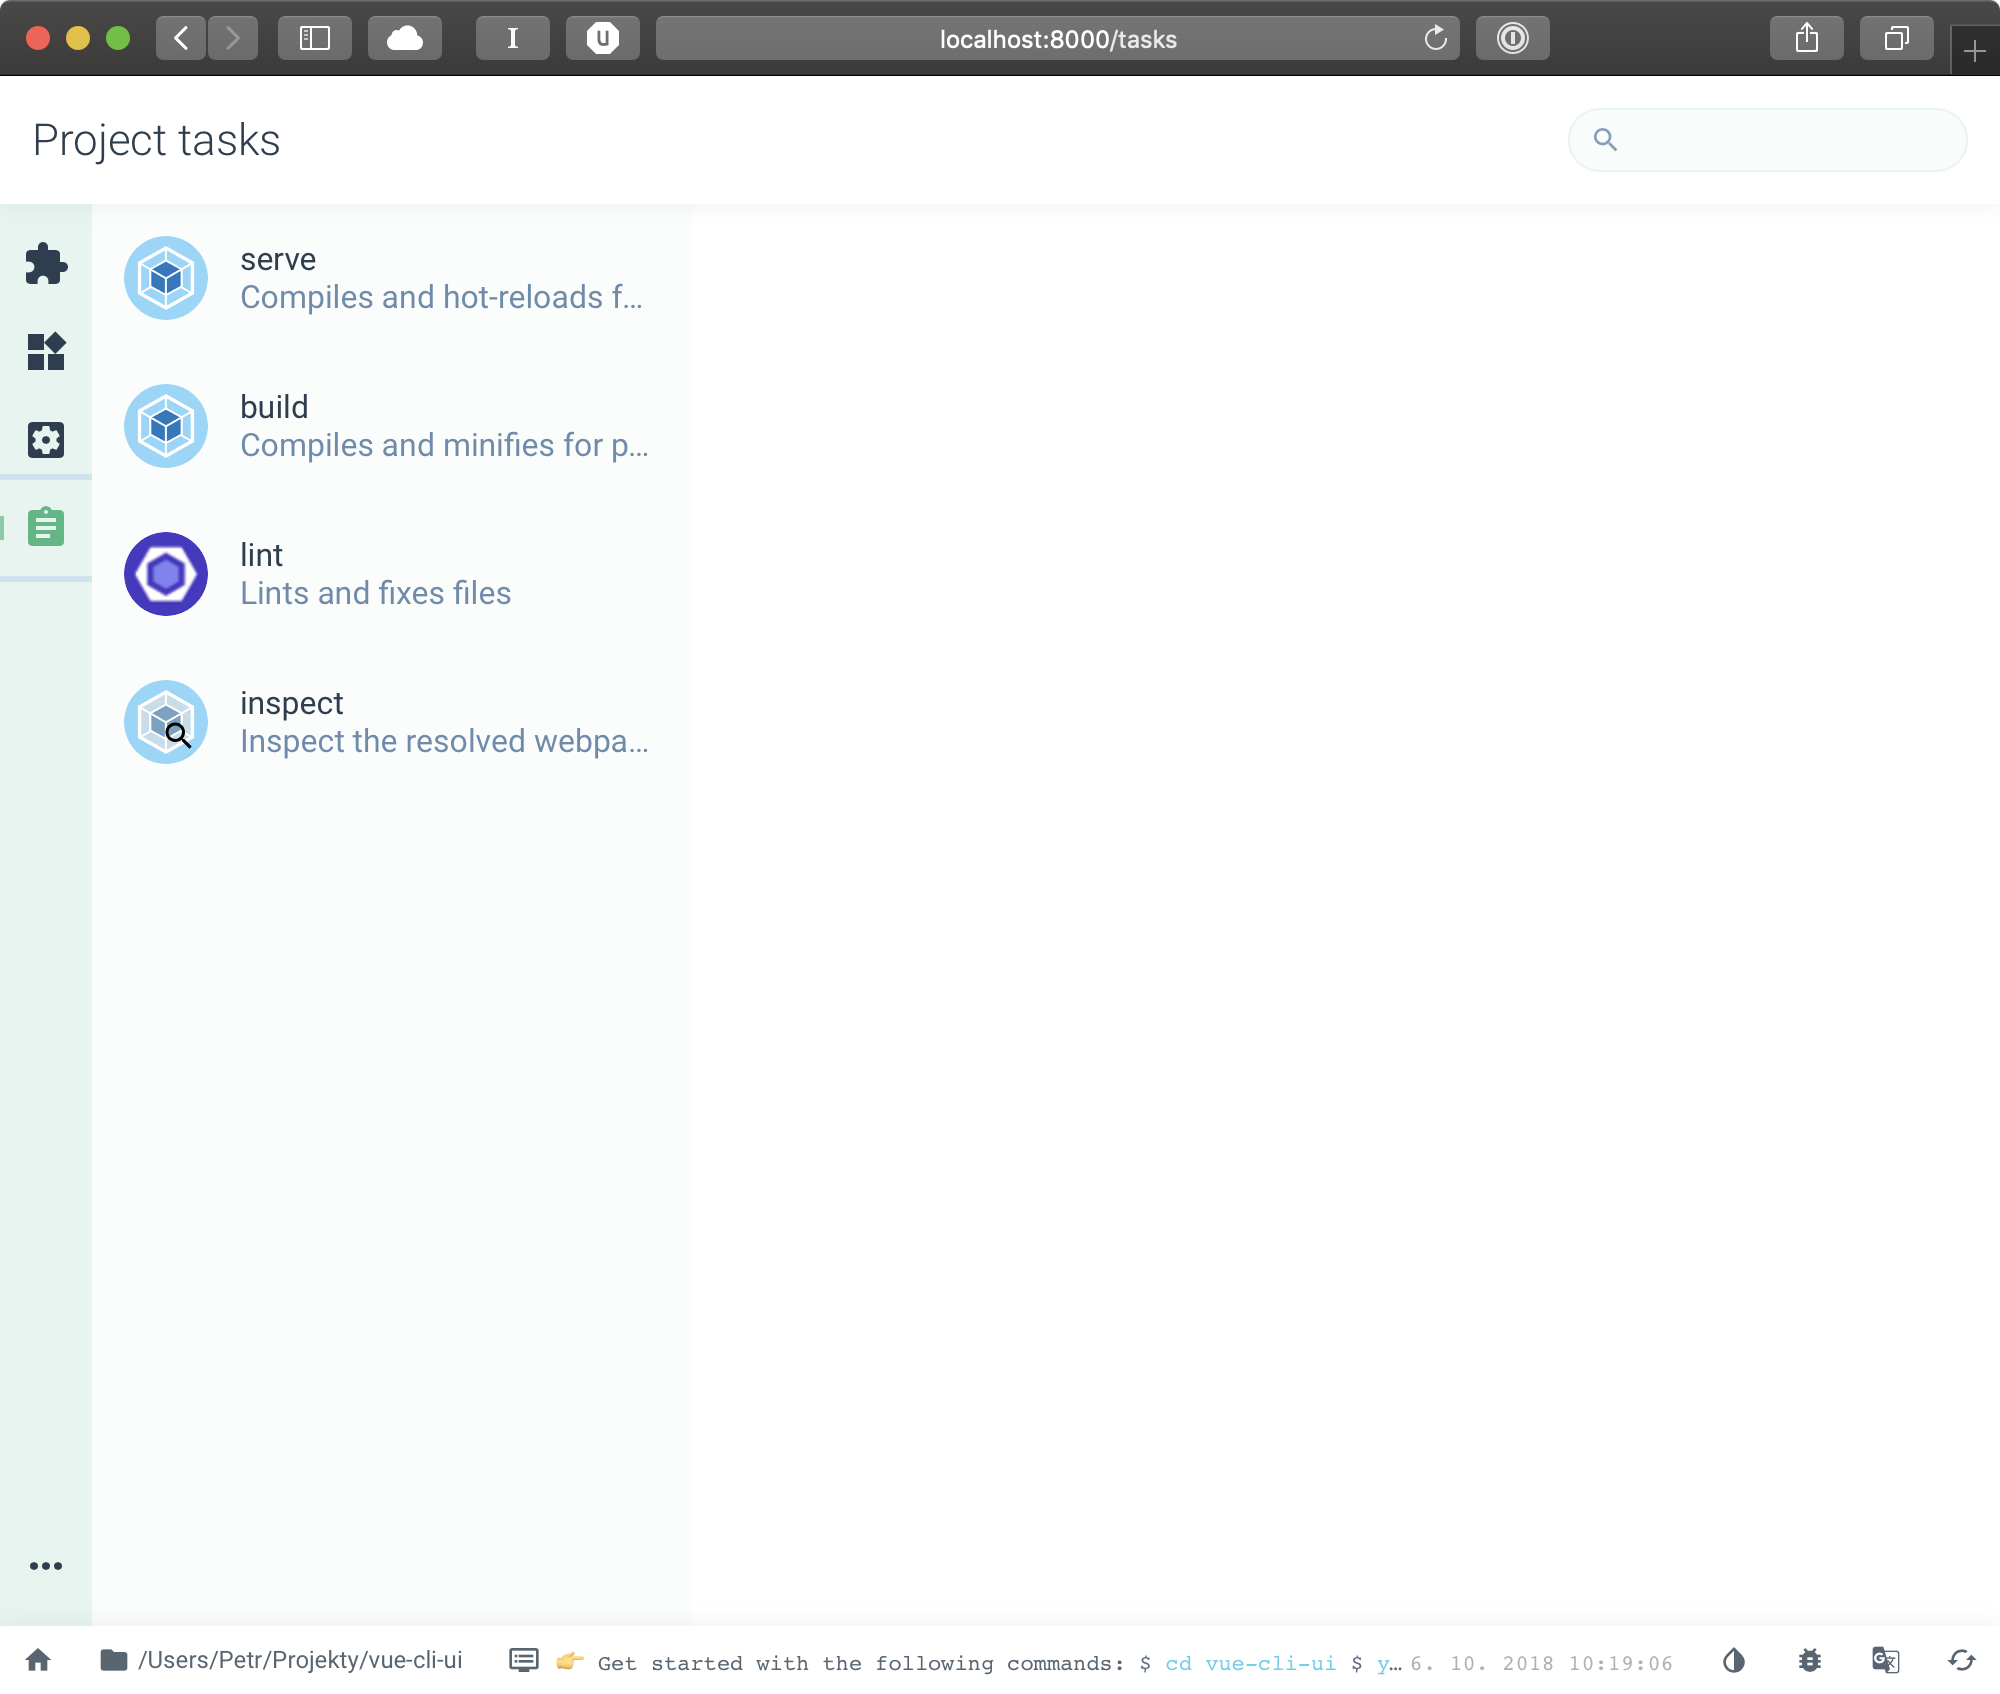 localhost:8000/tasks
Project tasks
serve
Compiles and hot-reloads f...
build
Compiles and minifies for p...
lint
Lints and fixes files
inspect
Inspect the resolved webpa...
/Users/Petr/Projekty/vue-cli-ui
👉 Get started with the following commands: $ cd vue-cli-ui $ y... 6. 10. 2018 10:19:06